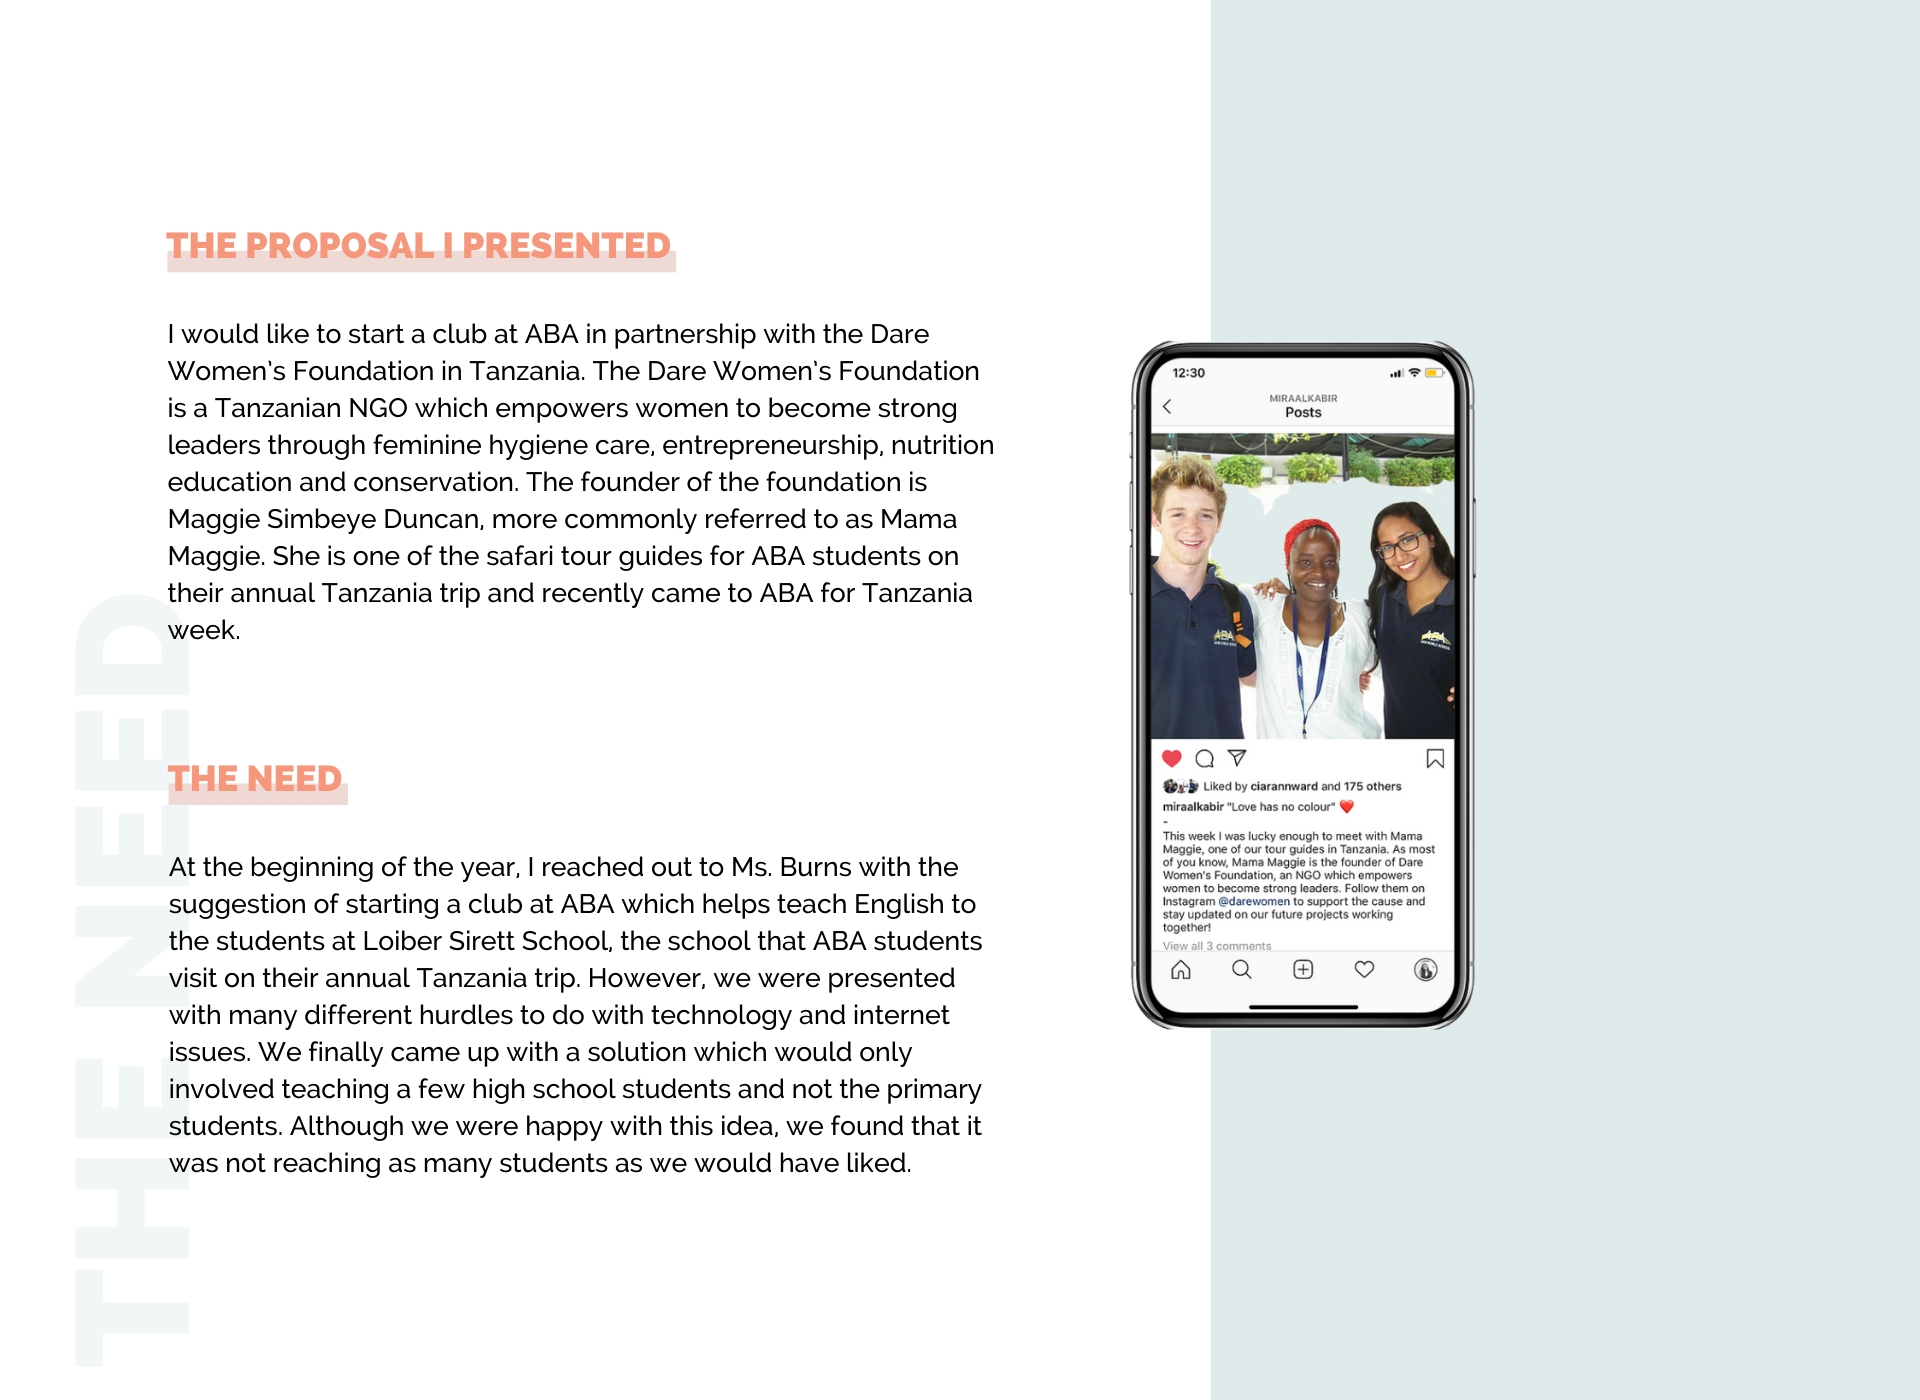 THE PROPOSAL I PRESENTED
I would like to start a club at ABA in partnership with the Dare
Women's Foundation in Tanzania. The Dare Women's Foundation
is a Tanzanian NGO which empowers women to become strong
leaders through feminine hygiene care, entrepreneurship, nutrition
education and conservation. The founder of the foundation is
Maggie Simbeye Duncan, more commonly referred to as Mama
Maggie. She is one of the safari tour guides for ABA students on
their annual Tanzania trip and recently came to ABA for Tanzania
week.
THE NEED
THE NEED
At the beginning of the year, I reached out to Ms. Burns with the
suggestion of starting a club at ABA which helps teach English to
the students at Loiber Sirett School, the school that ABA students
visit on their annual Tanzania trip. However, we were presented
with many different hurdles to do with technology and internet
issues. We finally came up with a solution which would only
involved teaching a few high school students and not the primary
students. Although we were happy with this idea, we found that it
was not reaching as many students as we would have liked.
12:30
MIRAALKABIR
Posts
ABA
ABA
Liked by ciarannward and 175 others
miraalkabir "Love has no colour" ❤️
-
This week I was lucky enough to meet with Mama
Maggie, one of our tour guides in Tanzania. As most
of you know, Mama Maggie is the founder of Dare
Women's Foundation, an NGO which empowers
women to become strong leaders. Follow them on
Instagram @darewomen to support the cause and
stay updated on our future projects working
together!
View all 3 comments